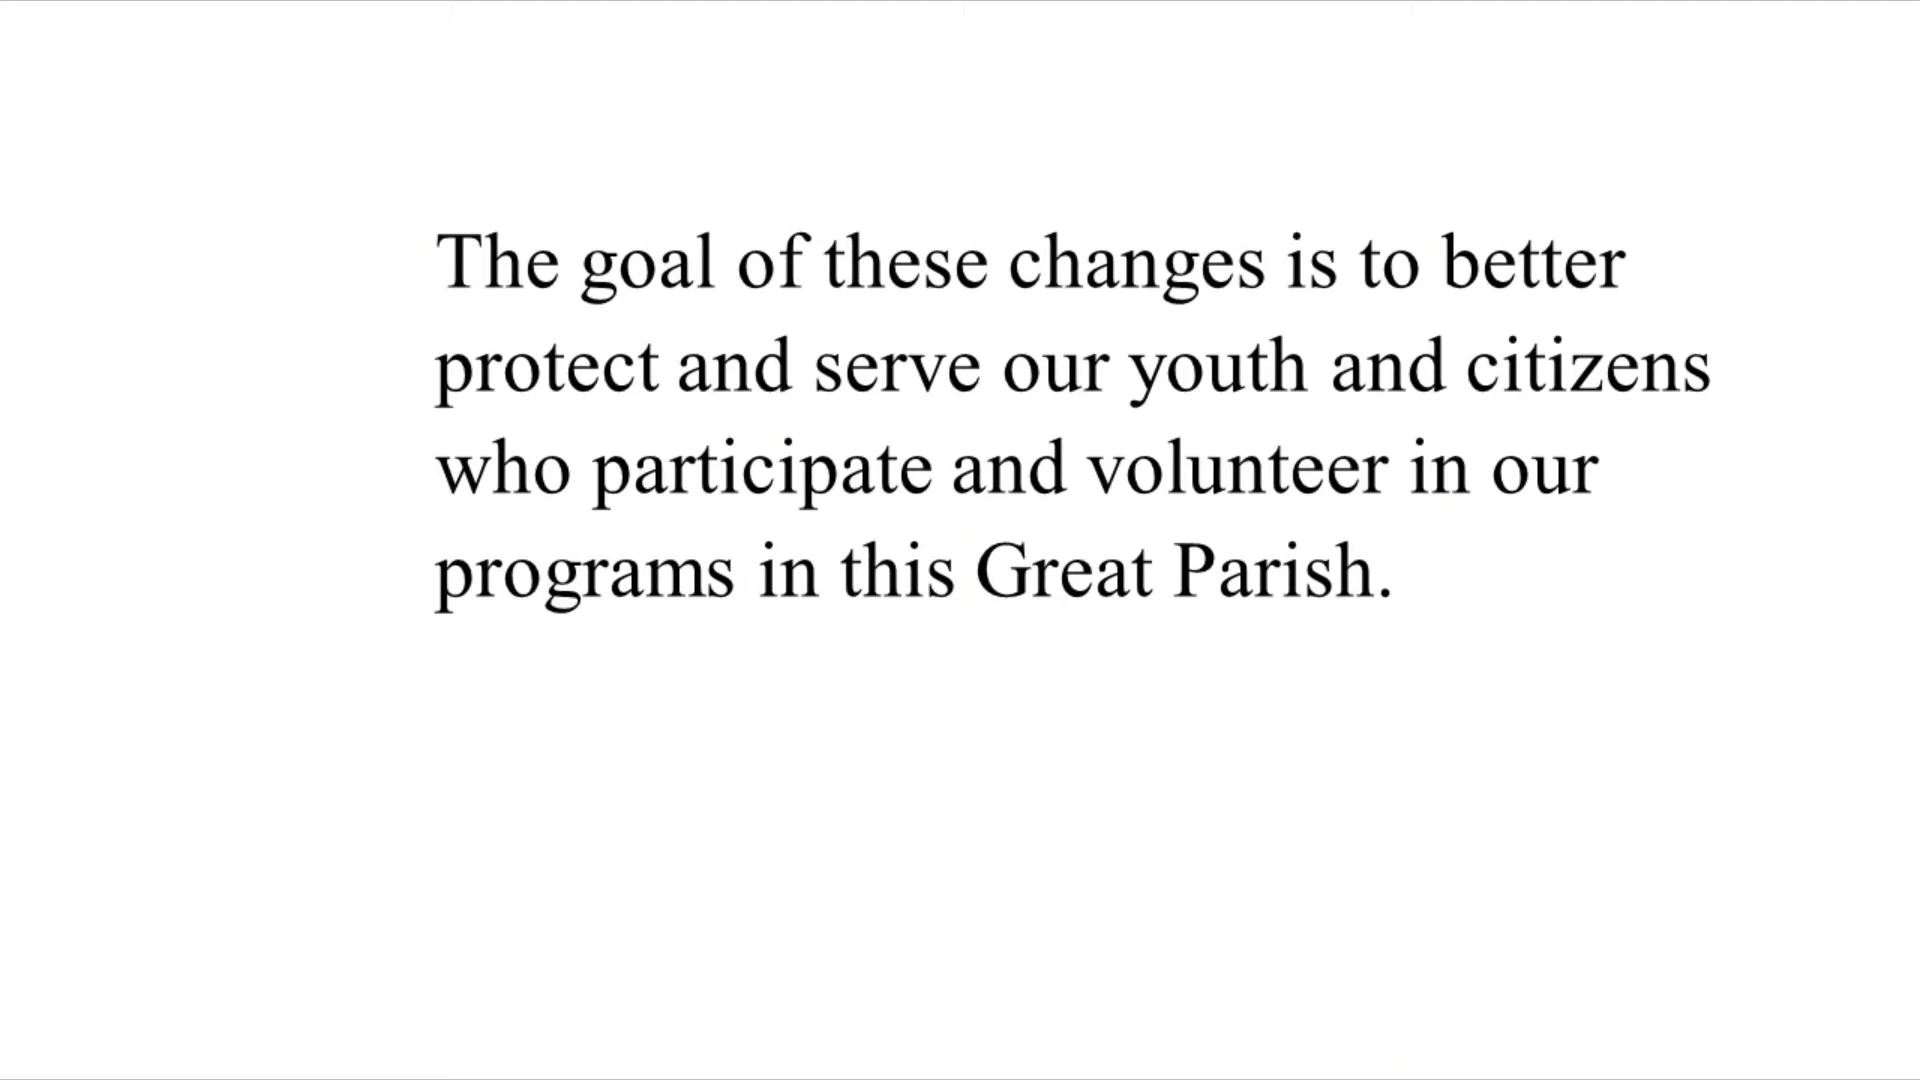 The goal of these changes is to better
protect and serve our youth and citizens
who participate and volunteer in our
programs in this Great Parish.